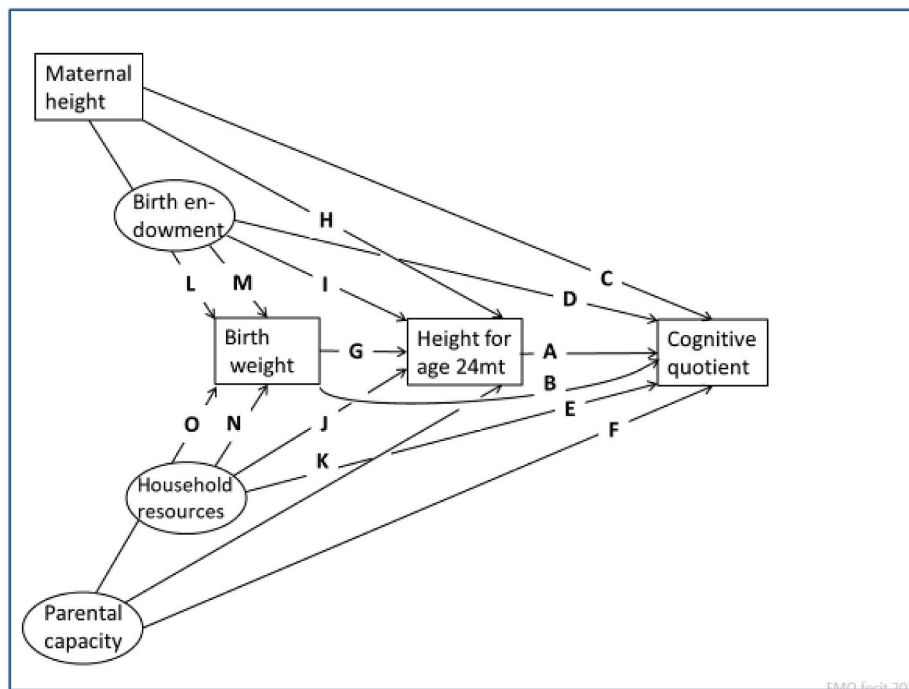 Maternal
height
Birth en-
dowment
H
C
L
M
I
D
Birth
weight
G
Height for
age 24mt
A
Cognitive
quotient
B
E
O
N
J
F
K
Household
resources
Parental
capacity